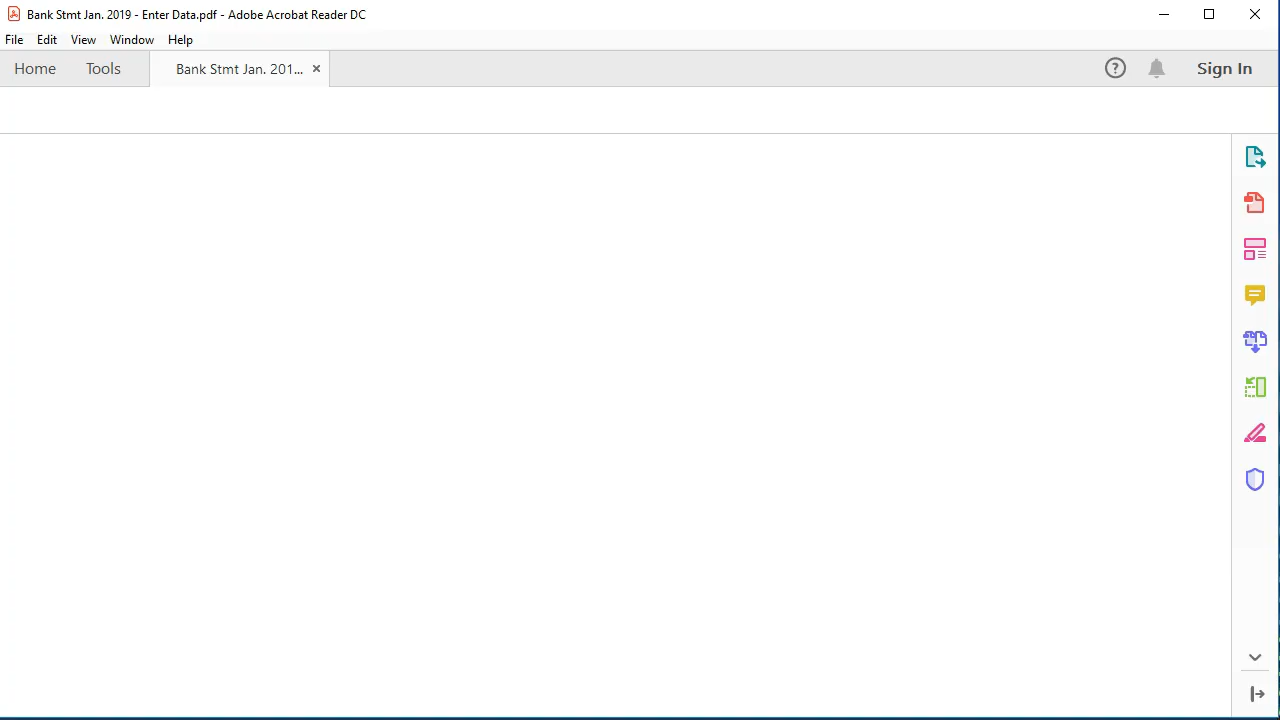 Bank Stmt Jan. 2019 - Enter Data.pdf - Adobe Acrobat Reader DC
File Edit View Window Help
Home Tools Bank Stmt Jan. 201... Sign In